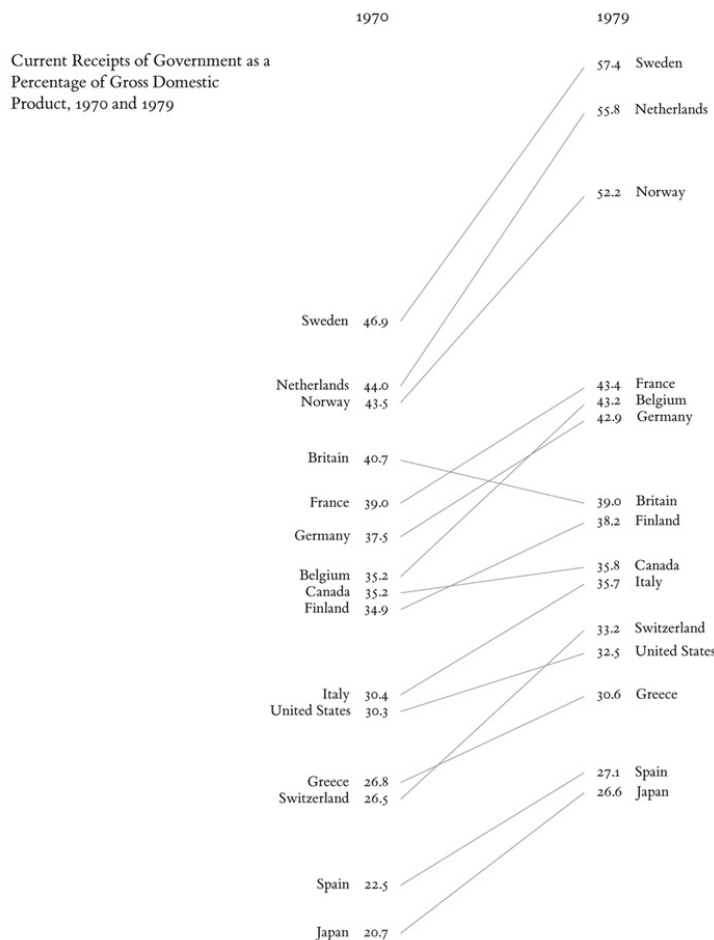 1970 1979
Current Receipts of Government as a
Percentage of Gross Domestic
Product, 1970 and 1979
57.4 Sweden
55.8 Netherlands
52.2 Norway
Sweden 46.9
Netherlands 44.0
43.4 France
Norway 43.5
43.2 Belgium
42.9 Germany
Britain 40.7
France 39.0
39.0 Britain
38.2 Finland
Germany 37.5
35.8 Canada
Belgium 35.2
35.7 Italy
Canada 35.2
Finland 34.9
33.2 Switzerland
32.5 United States
Italy 30.4
30.6 Greece
United States 30.3
27.1 Spain
Greece 26.8
26.6 Japan
Switzerland 26.5
Spain 22.5
Japan 20.7